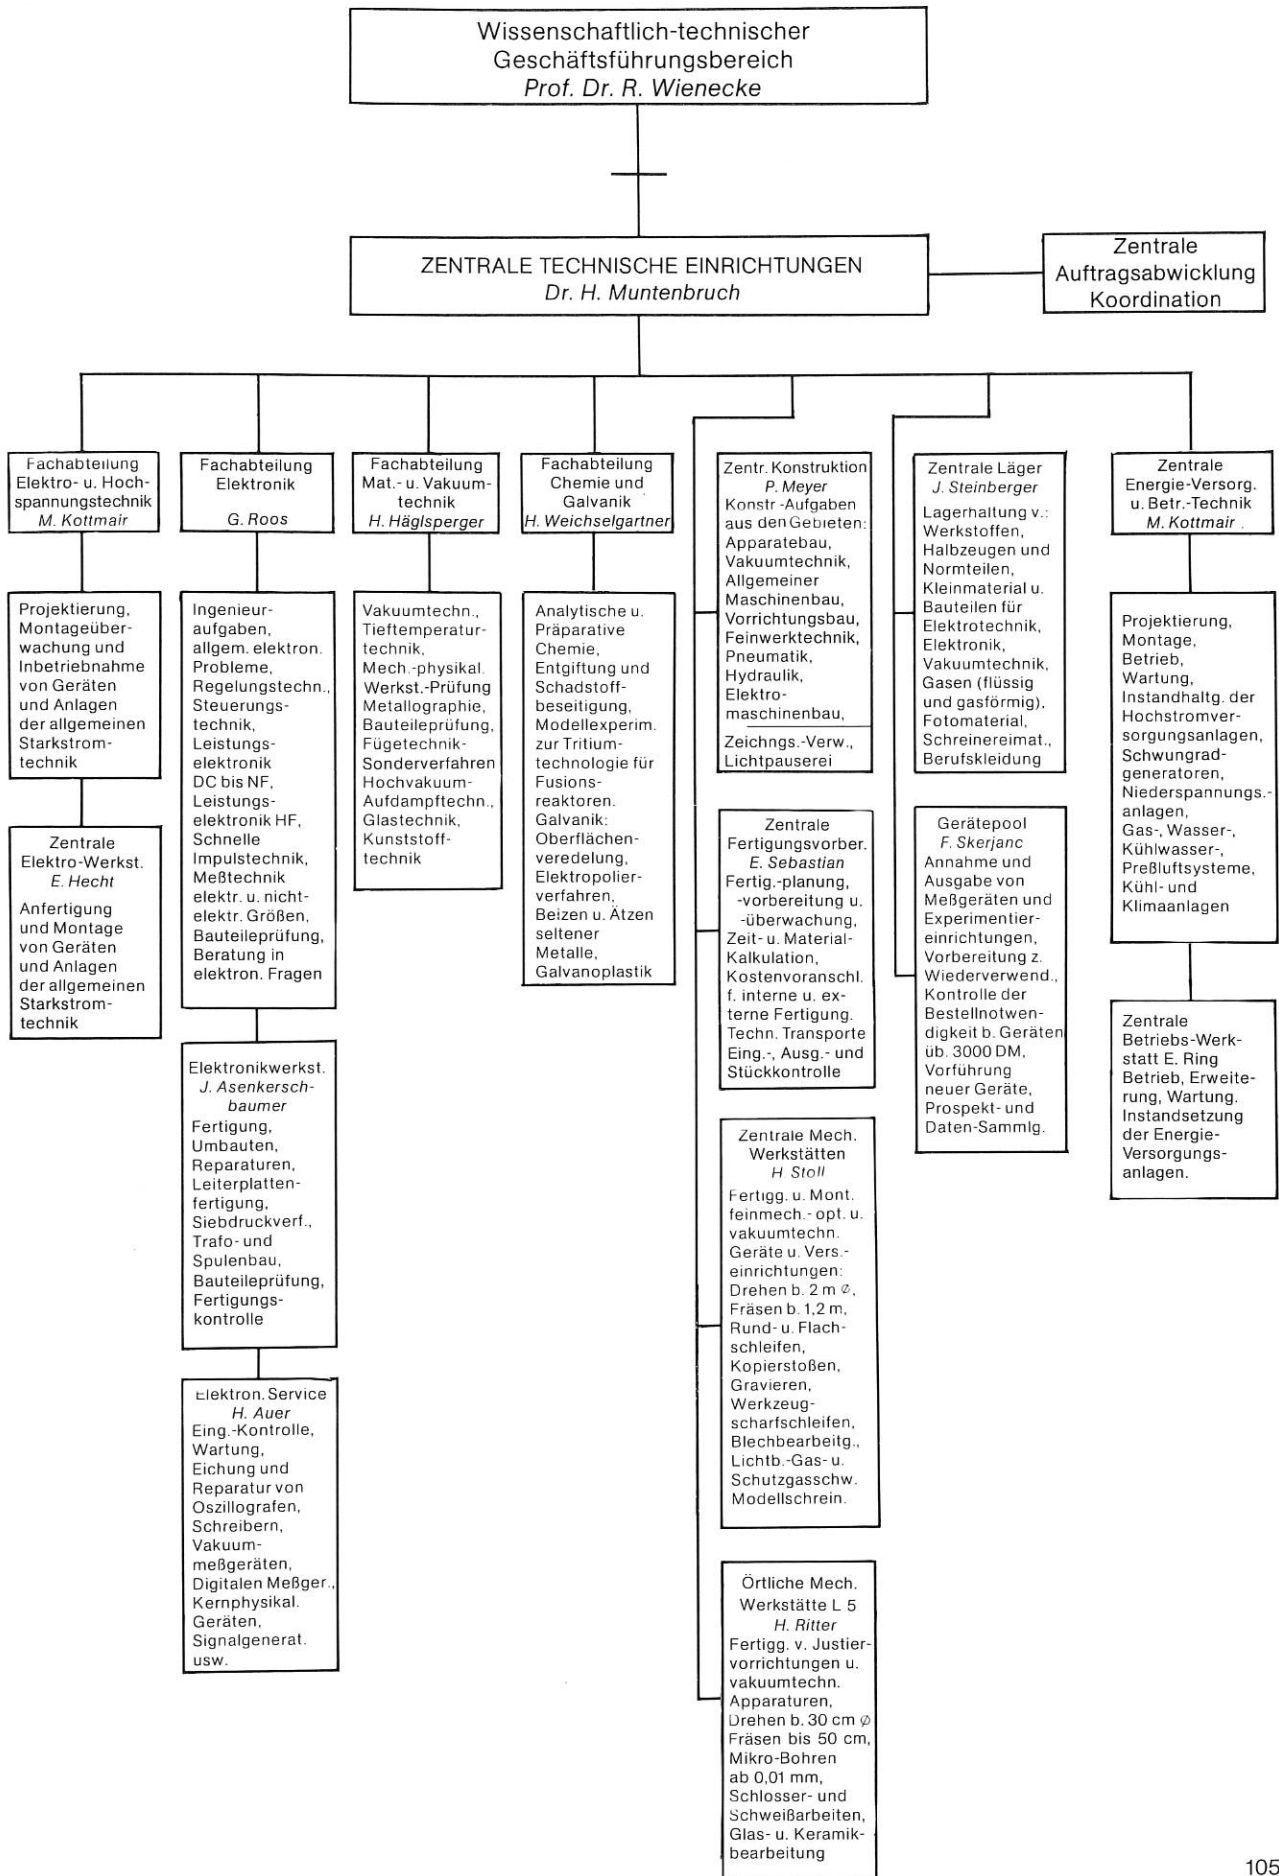 Wissenschaftlich-technischer
Geschäftsführungsbereich
Prof. Dr. R. Wienecke
ZENTRALE TECHNISCHE EINRICHTUNGEN
Dr. H. Muntenbruch
Zentrale
Auftragsabwicklung
Koordination
Fachabteilung
Elektro- u. Hoch-
spannungstechnik
M. Kottmair
Projektierung,
Montageüber-
wachung und
Inbetriebnahme
von Geräten
und Anlagen
der allgemeinen
Starkstrom-
technik
Zentrale
Elektro-Werkst.
E. Hecht
Anfertigung
und Montage
von Geräten
und Anlagen
der allgemeinen
Starkstrom-
technik
Fachabteilung
Elektronik
G. Roos
Ingenieur-
aufgaben,
allgem. elektron.
Probleme,
Regelungstechn.,
Steuerungs-
technik,
Leistungs-
elektronik
DC bis NF,
Leistungs-
elektronik HF,
Schnelle
Impulstechnik,
Meßtechnik
elektr. u. nicht-
elektr. Größen,
Bauteileprüfung,
Beratung in
elektron. Fragen
Elektronikwerkst.
J. Asenkersch-
baumer
Fertigung,
Umbauten,
Reparaturen,
Leiterplatten-
fertigung,
Siebdruckverf.,
Trafo- und
Spulenbau,
Bauteileprüfung,
Fertigungs-
kontrolle
Elektron. Service
H. Auer
Eing.-Kontrolle,
Wartung,
Eichung und
Reparatur von
Oszillografen,
Schreibern,
Vakuum-
meßgeräten,
Digitalen Meßger.,
Kernphysikal.
Geräten,
Signalgenerat.
usw.
Fachabteilung
Mat.- u. Vakuum-
technik
H. Häglsperger
Vakuumtechn.,
Tieftemperatur-
technik,
Mech.-physikal.
Werkst.-Prüfung
Metallographie,
Bauteileprüfung,
Fügetechnik-
Sonderverfahren
Hochvakuum-
Aufdampftechn.,
Glastechnik,
Kunststoff-
technik
Fachabteilung
Chemie und
Galvanik
H. Weichselgartner
Analytische u.
Präparative
Chemie,
Entgiftung und
Schadstoff-
beseitigung,
Modellexperim.
zur Tritium-
technologie für
Fusions-
reaktoren.
Galvanik:
Oberflächen-
veredelung,
Elektropolier-
verfahren,
Beizen u. Ätzen
seltener
Metalle,
Galvanoplastik
Zentr. Konstruktion
P. Meyer
Konstr.-Aufgaben
aus den Gebieten:
Apparatebau,
Vakuumtechnik,
Allgemeiner
Maschinenbau,
Vorrichtungsbau,
Feinwerktechnik,
Pneumatik,
Hydraulik,
Elektro-
maschinenbau,
Zeichngs.-Verw.,
Lichtpauserei
Zentrale
Fertigungsvorber.
E. Sebastian
Fertig.-planung,
-vorbereitung u.
-überwachung,
Zeit- u. Material-
Kalkulation,
Kostenvoranschl.
f. interne u. ex-
terne Fertigung.
Techn. Transporte
Eing.-, Ausg.- und
Stückkontrolle
Zentrale Mech.
Werkstätten
H. Stoll
Fertigg. u. Mont.
feinmech.- opt. u.
vakuumtechn.
Geräte u. Vers.-
einrichtungen:
Drehen b. 2 m ⌀,
Fräsen b. 1,2 m,
Rund- u. Flach-
schleifen,
Kopierstoßen,
Gravieren,
Werkzeug-
scharfschleifen,
Blechbearbeitg.,
Lichtb.-Gas- u.
Schutzgasschw.
Modellschrein.
Örtliche Mech.
Werkstätte L 5
H. Ritter
Fertigg. v. Justier-
vorrichtungen u.
vakuumtechn.
Apparaturen,
Drehen b. 30 cm ⌀
Fräsen bis 50 cm,
Mikro-Bohren
ab 0,01 mm,
Schlosser- und
Schweißarbeiten,
Glas- u. Keramik-
bearbeitung
Zentrale Läger
J. Steinberger
Lagerhaltung v.:
Werkstoffen,
Halbzeugen und
Normteilen,
Kleinmaterial u.
Bauteilen für
Elektrotechnik,
Elektronik,
Vakuumtechnik,
Gasen (flüssig
und gasförmig),
Fotomaterial,
Schreinereimat.,
Berufskleidung
Gerätepool
F. Skerjanc
Annahme und
Ausgabe von
Meßgeräten und
Experimentier-
einrichtungen,
Vorbereitung z.
Wiederverwend.,
Kontrolle der
Bestellnotwen-
digkeit b. Geräten
üb. 3000 DM,
Vorführung
neuer Geräte,
Prospekt- und
Daten-Sammlg.
Zentrale
Energie-Versorg.
u. Betr.-Technik
M. Kottmair
Projektierung,
Montage,
Betrieb,
Wartung,
Instandhaltg. der
Hochstromver-
sorgungsanlagen,
Schwungrad-
generatoren,
Niederspannungs.-
anlagen,
Gas-, Wasser-,
Kühlwasser-,
Preßluftsysteme,
Kühl- und
Klimaanlagen
Zentrale
Betriebs-Werk-
statt E. Ring
Betrieb, Erweite-
rung, Wartung.
Instandsetzung
der Energie-
Versorgungs-
anlagen.
105